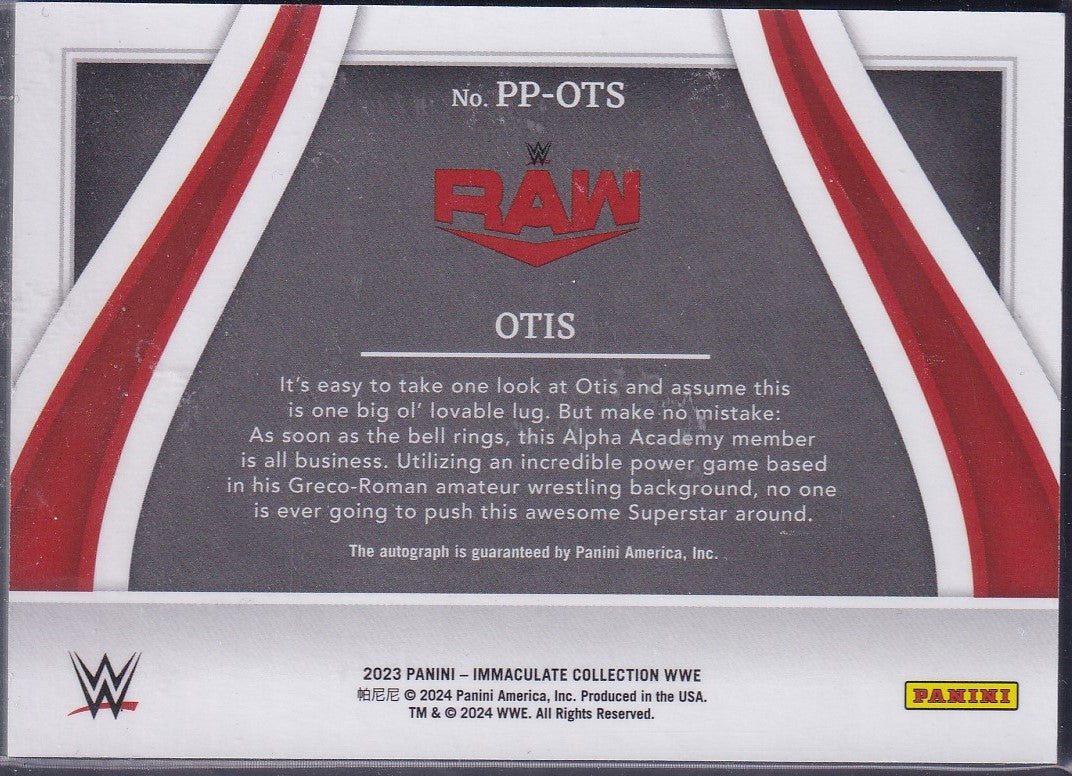 No. PP-OTS
W
RAW
OTIS
It's easy to take one look at Otis and assume this
is one big ol' lovable lug. But make no mistake:
As soon as the bell rings, this Alpha Academy member
is all business. Utilizing an incredible power game based
in his Greco-Roman amateur wrestling background, no one
is ever going to push this awesome Superstar around.
The autograph is guaranteed by Panini America, Inc.
W
2023 PANINI – IMMACULATE COLLECTION WWE
帕尼尼 © 2024 Panini America, Inc. Produced in the USA.
TM & © 2024 WWE. All Rights Reserved.
PANINI